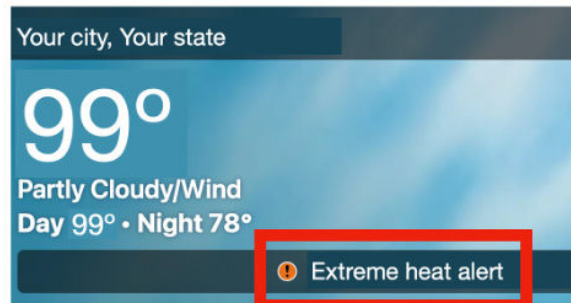 Your city, Your state
99°
Partly Cloudy/Wind
Day 99° • Night 78°
Extreme heat alert